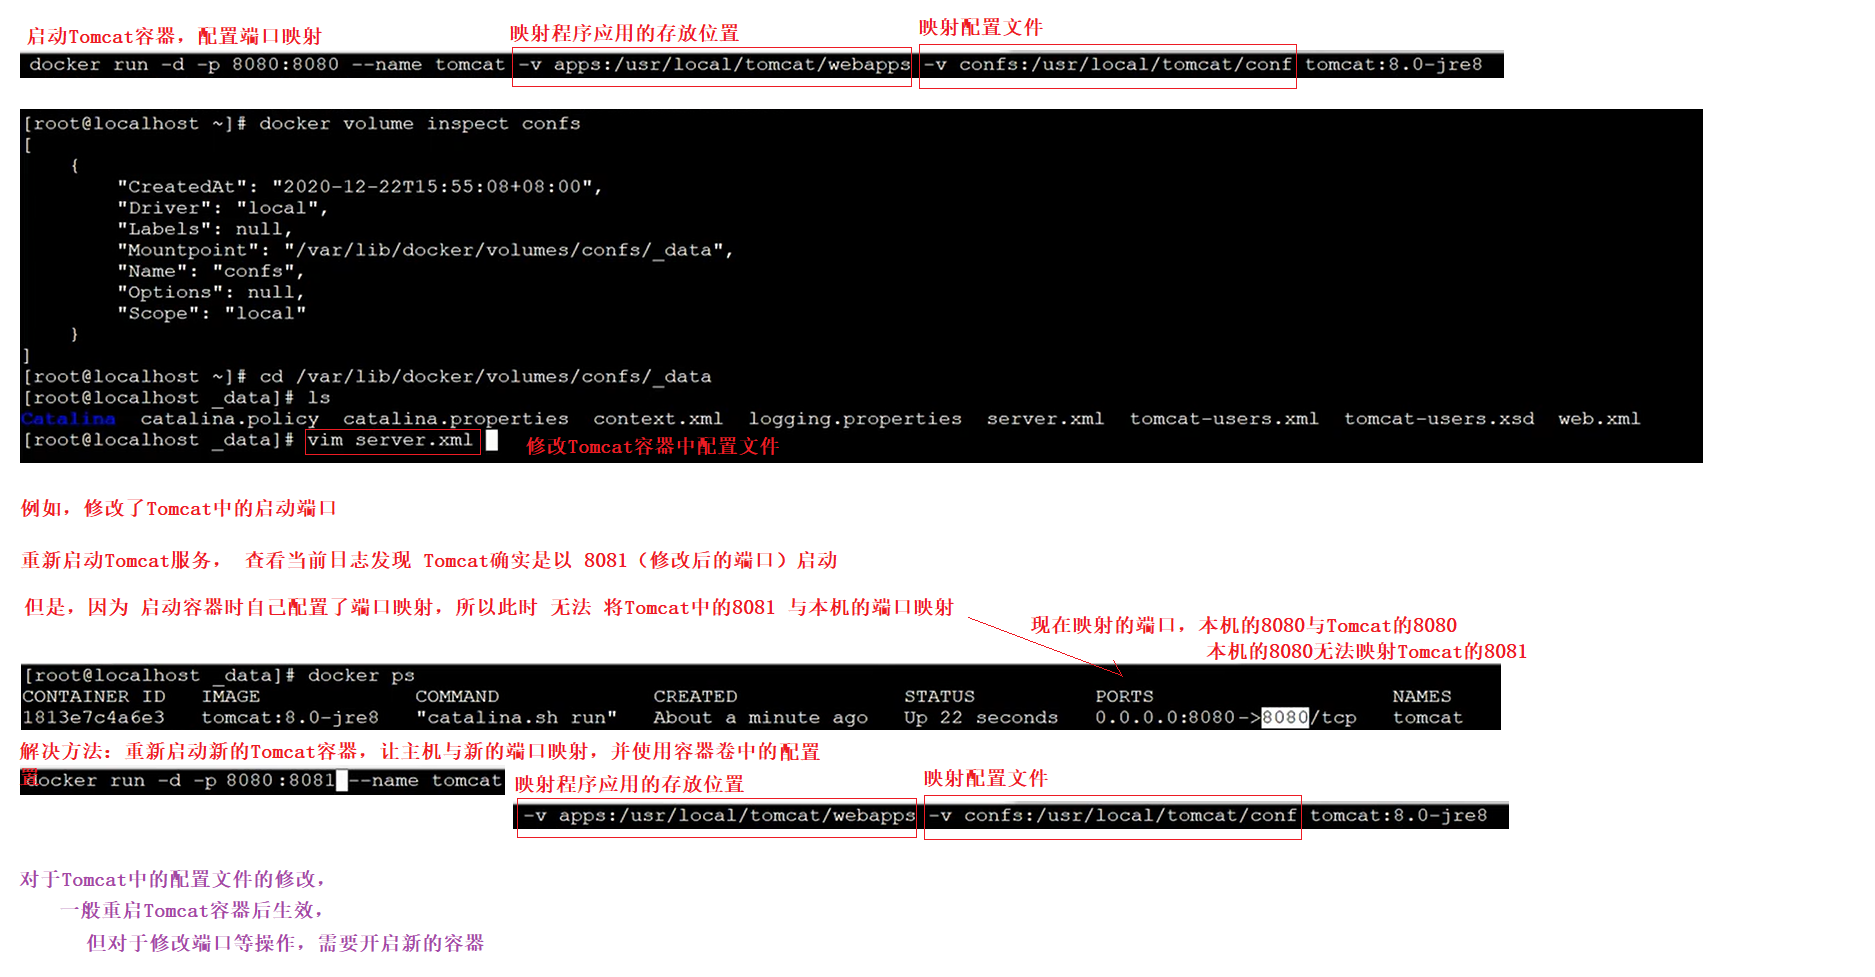 启动Tomcat容器，配置端口映射
映射程序应用的存放位置
映射配置文件
docker run -d -p 8080:8080 --name tomcat -v apps:/usr/local/tomcat/webapps -v confs:/usr/local/tomcat/conf tomcat:8.0-jre8
[root@localhost ~]# docker volume inspect confs
[
    {
        "CreatedAt": "2020-12-22T15:55:08+08:00",
        "Driver": "local",
        "Labels": null,
        "Mountpoint": "/var/lib/docker/volumes/confs/_data",
        "Name": "confs",
        "Options": null,
        "Scope": "local"
    }
]
[root@localhost ~]# cd /var/lib/docker/volumes/confs/_data
[root@localhost _data]# ls
Catalina  catalina.policy  catalina.properties  context.xml  logging.properties  server.xml  tomcat-users.xml  tomcat-users.xsd  web.xml
[root@localhost _data]# vim server.xml
修改Tomcat容器中配置文件
例如，修改了Tomcat中的启动端口
重新启动Tomcat服务， 查看当前日志发现 Tomcat确实是以 8081（修改后的端口）启动
但是，因为 启动容器时自己配置了端口映射，所以此时 无法 将Tomcat中的8081 与本机的端口映射
现在映射的端口，本机的8080与Tomcat的8080
本机的8080无法映射Tomcat的8081
[root@localhost _data]# docker ps
CONTAINER ID   IMAGE             COMMAND             CREATED              STATUS          PORTS                    NAMES
1813e7c4a6e3   tomcat:8.0-jre8   "catalina.sh run"   About a minute ago   Up 22 seconds   0.0.0.0:8080->8080/tcp   tomcat
解决方法：重新启动新的Tomcat容器，让主机与新的端口映射，并使用容器卷中的配置
置
docker run -d -p 8080:8081 --name tomcat
映射程序应用的存放位置
映射配置文件
-v apps:/usr/local/tomcat/webapps -v confs:/usr/local/tomcat/conf tomcat:8.0-jre8
对于Tomcat中的配置文件的修改，
一般重启Tomcat容器后生效，
但对于修改端口等操作，需要开启新的容器